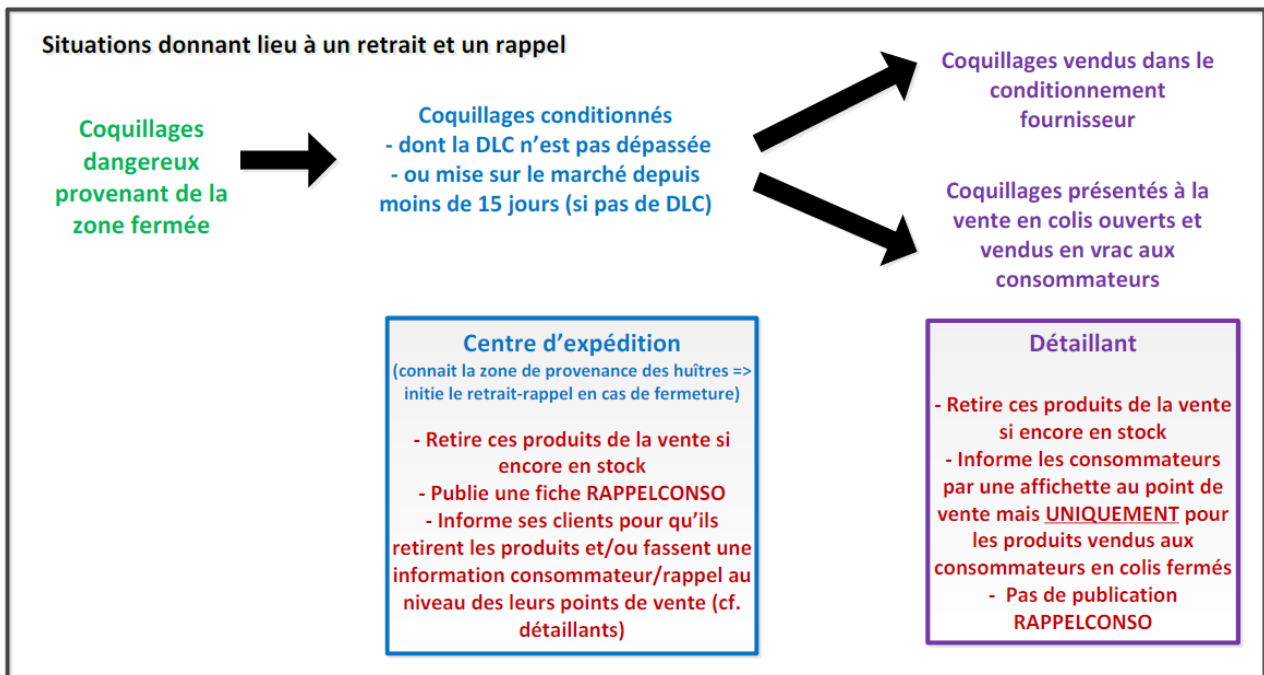 Situations donnant lieu à un retrait et un rappel
Coquillages
dangereux
provenant de la
zone fermée
Coquillages conditionnés
- dont la DLC n'est pas dépassée
- ou mise sur le marché depuis
moins de 15 jours (si pas de DLC)
Coquillages vendus dans le
conditionnement
fournisseur
Coquillages présentés à la
vente en colis ouverts et
vendus en vrac aux
consommateurs
Centre d'expédition
(connait la zone de provenance des huîtres =>
initie le retrait-rappel en cas de fermeture)
- Retire ces produits de la vente si
encore en stock
- Publie une fiche RAPPELCONSO
- Informe ses clients pour qu'ils
retirent les produits et/ou fassent une
information consommateur/rappel au
niveau des leurs points de vente (cf.
détaillants)
Détaillant
- Retire ces produits de la vente
si encore en stock
- Informe les consommateurs
par une affichette au point de
vente mais UNIQUEMENT pour
les produits vendus aux
consommateurs en colis fermés
- Pas de publication
RAPPELCONSO